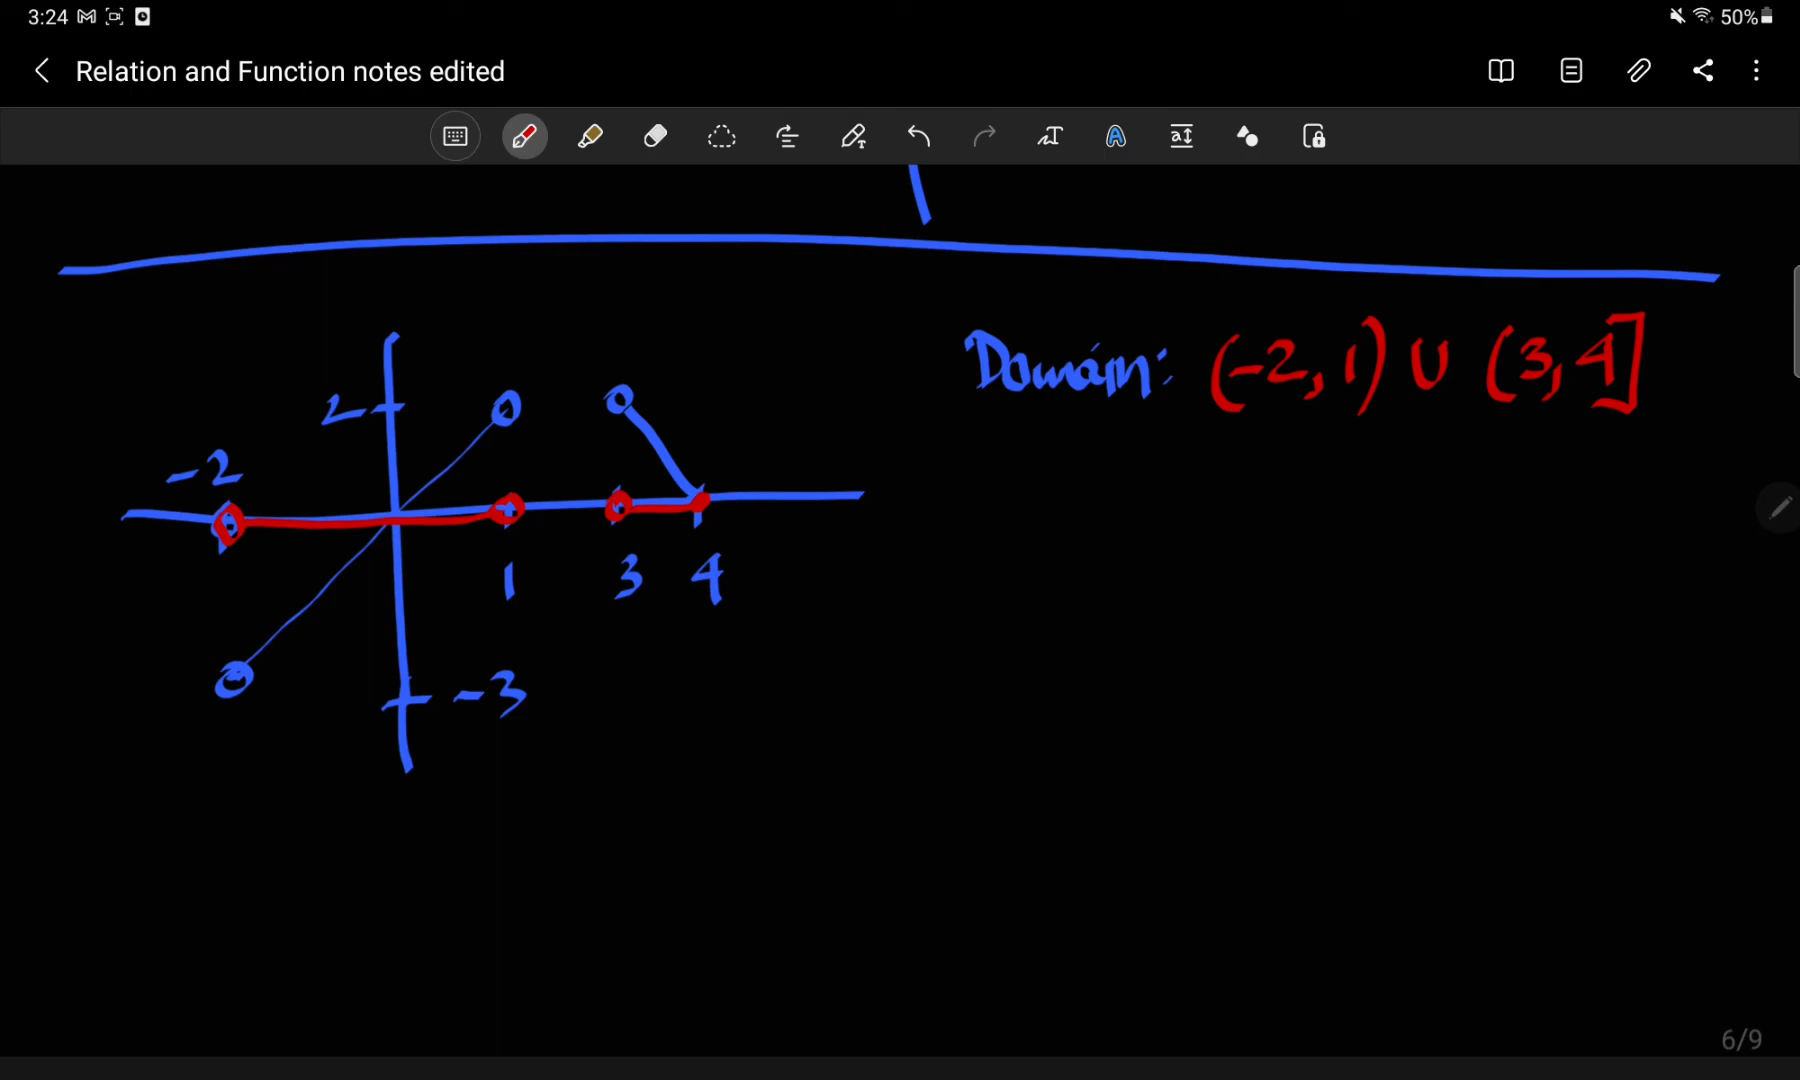 3:24 50%
Relation and Function notes edited
Domain: (-2, 1) ∪ (3, 4]
2
-2
1 3 4
-3
6/9